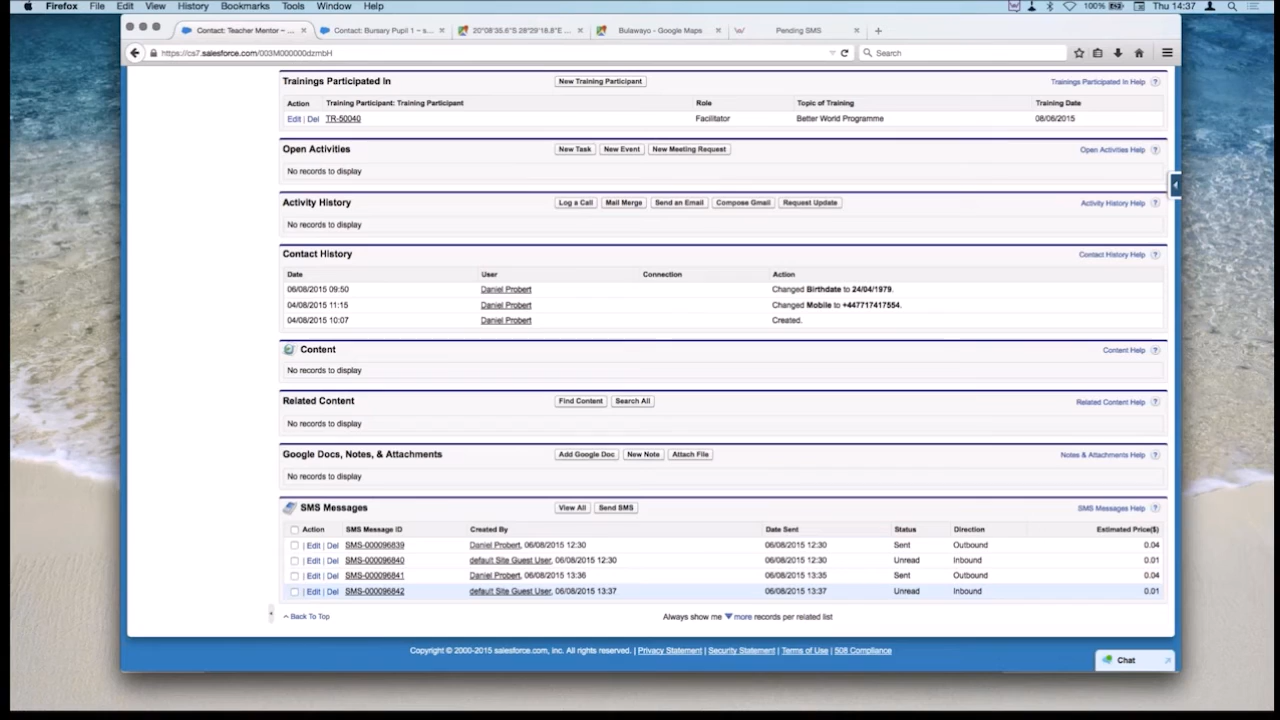 Firefox File Edit View History Bookmarks Tools Window Help 100% Thu 14:37
Contact: Teacher Mentor ~ ... Contact: Bursary Pupil 1 ~ s... 20°08'35.6"S 28°29'18.8"E ... Bulawayo - Google Maps Pending SMS
https://cs7.salesforce.com/003M000000dzmbH Search
Trainings Participated In New Training Participant Trainings Participated In Help
Action Training Participant: Training Participant Role Topic of Training Training Date
Edit | Del TR-50040 Facilitator Better World Programme 08/06/2015
Open Activities New Task New Event New Meeting Request Open Activities Help
No records to display
Activity History Log a Call Mail Merge Send an Email Compose Gmail Request Update Activity History Help
No records to display
Contact History Contact History Help
Date User Connection Action
06/08/2015 09:50 Daniel Probert Changed Birthdate to 24/04/1979.
04/08/2015 11:15 Daniel Probert Changed Mobile to +447717417554.
04/08/2015 10:07 Daniel Probert Created.
Content Content Help
No records to display
Related Content Find Content Search All Related Content Help
No records to display
Google Docs, Notes, & Attachments Add Google Doc New Note Attach File Notes & Attachments Help
No records to display
SMS Messages View All Send SMS SMS Messages Help
Action SMS Message ID Created By Date Sent Status Direction Estimated Price($)
| Edit | Del SMS-000096839 Daniel Probert, 06/08/2015 12:30 06/08/2015 12:30 Sent Outbound 0.04
| Edit | Del SMS-000096840 default Site Guest User, 06/08/2015 12:30 06/08/2015 12:30 Unread Inbound 0.01
| Edit | Del SMS-000096841 Daniel Probert, 06/08/2015 13:36 06/08/2015 13:35 Sent Outbound 0.04
| Edit | Del SMS-000096842 default Site Guest User, 06/08/2015 13:37 06/08/2015 13:37 Unread Inbound 0.01
Back To Top Always show me more records per related list
Copyright © 2000-2015 salesforce.com, inc. All rights reserved. | Privacy Statement | Security Statement | Terms of Use | 508 Compliance
Chat